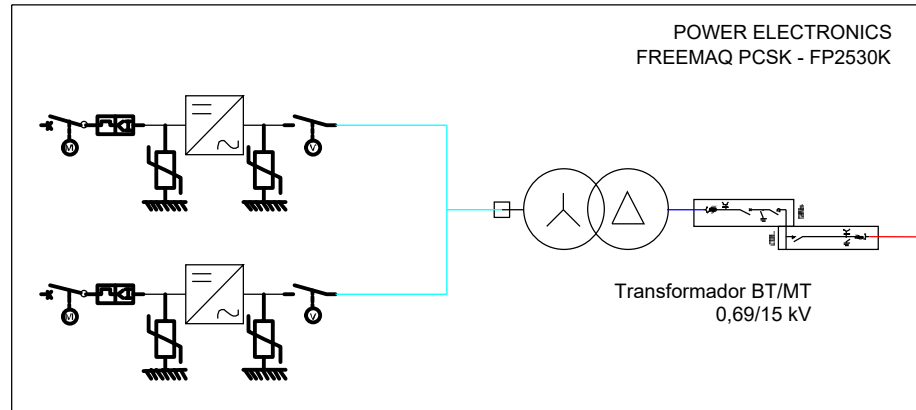 POWER ELECTRONICS
FREEMAQ PCSK - FP2530K
M
V
M
V
Transformador BT/MT
0,69/15 kV